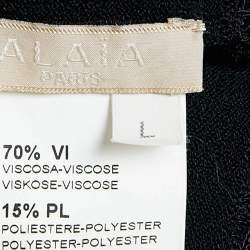 ALAÏA
PARIS
L
70% VI
VISCOSA-VISCOSE
VISKOSE-VISCOSE
15% PL
POLIESTERE-POLYESTER
POLYESTER-POLYESTER